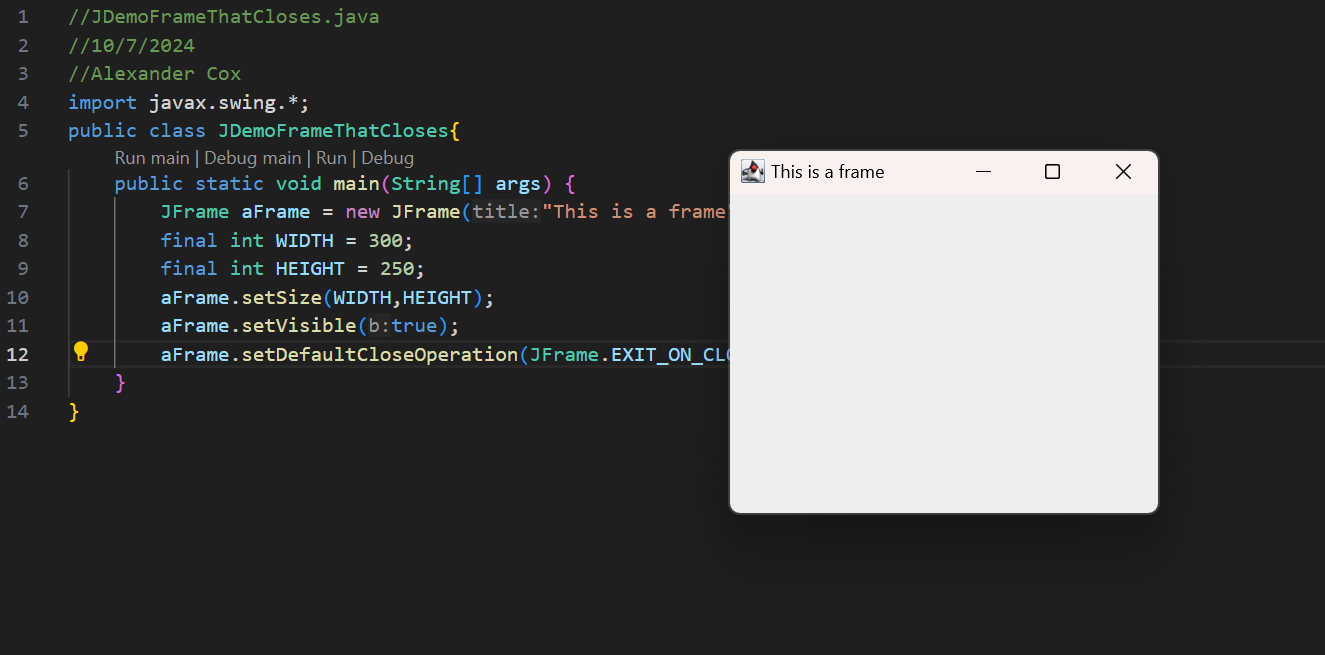 1 //JDemoFrameThatCloses.java
2 //10/7/2024
3 //Alexander Cox
4 import javax.swing.*;
5 public class JDemoFrameThatCloses{
Run main | Debug main | Run | Debug
6 public static void main(String[] args) {
7 JFrame aFrame = new JFrame(title:"This is a frame"
8 final int WIDTH = 300;
9 final int HEIGHT = 250;
10 aFrame.setSize(WIDTH,HEIGHT);
11 aFrame.setVisible(b:true);
12 aFrame.setDefaultCloseOperation(JFrame.EXIT_ON_CLO
13 }
14 }
This is a frame